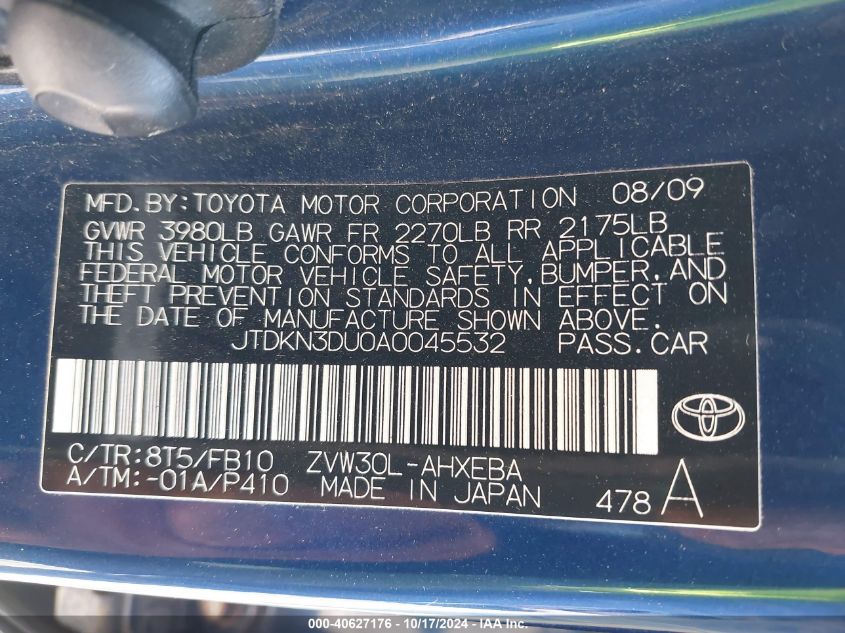 MFD.BY:TOYOTA MOTOR CORPORATION 08/09
GVWR 3980LB GAWR FR 2270LB RR 2175LB
THIS VEHICLE CONFORMS TO ALL APPLICABLE
FEDERAL MOTOR VEHICLE SAFETY,BUMPER,AND
THEFT PREVENTION STANDARDS IN EFFECT ON
THE DATE OF MANUFACTURE SHOWN ABOVE.
JTDKN3DU0A0045532 PASS.CAR
C/TR:8T5/FB10 ZVW30L-AHXEBA
A/TM:-01A/P410 MADE IN JAPAN
478 A
000-40627176 - 10/17/2024 - IAA Inc.